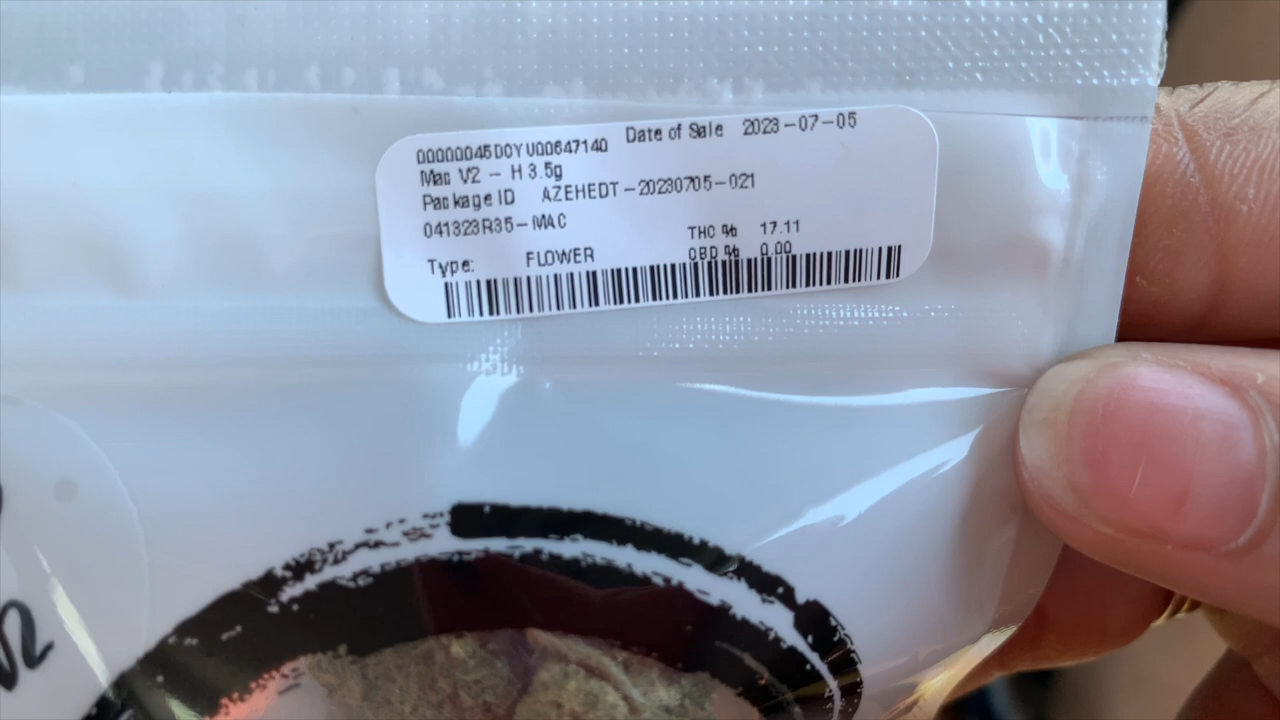 00000045DOYU00647140 Date of Sale 2023-07-05
Mac V2 - H 3.5g
Package ID AZEHEDT-20230705-021
041323R35-MAC
THC % 17.11
Type: FLOWER CBD % 0.00